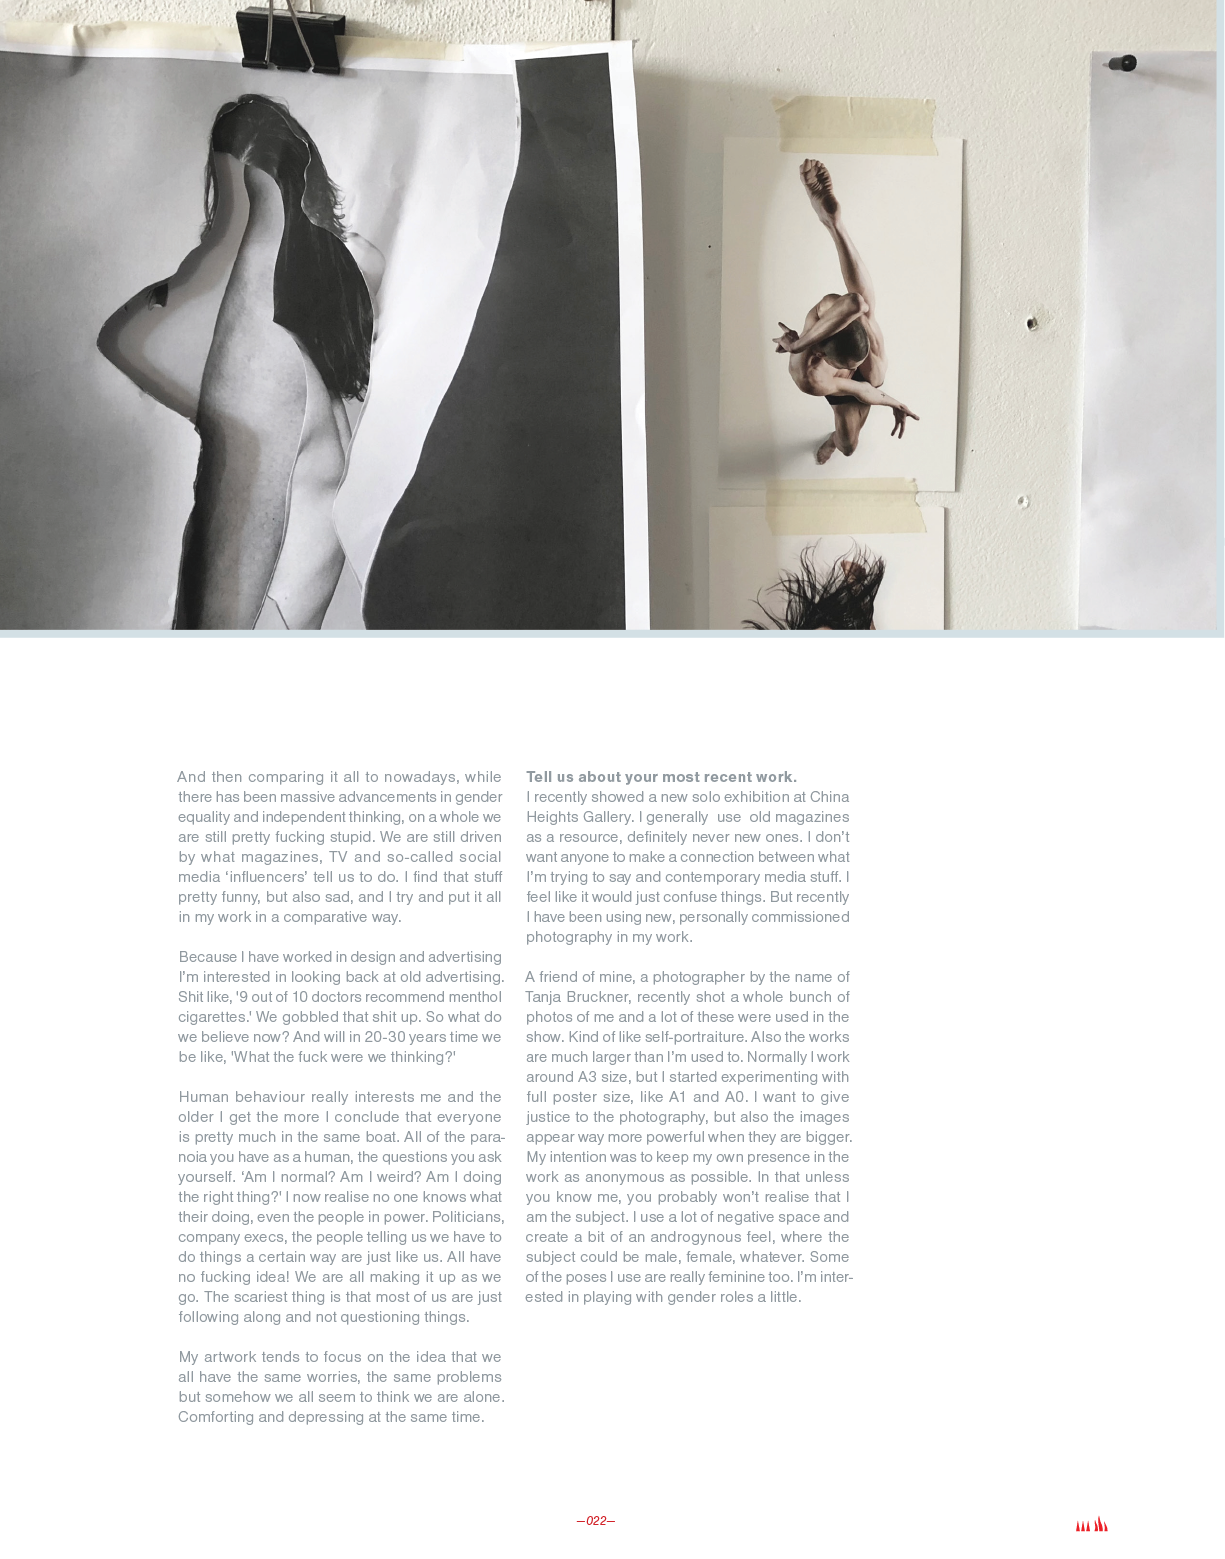 And then comparing it all to nowadays, while
there has been massive advancements in gender
equality and independent thinking, on a whole we
are still pretty fucking stupid. We are still driven
by what magazines, TV and so-called social
media ‘influencers’ tell us to do. I find that stuff
pretty funny, but also sad, and I try and put it all
in my work in a comparative way.
Because I have worked in design and advertising
I’m interested in looking back at old advertising.
Shit like, '9 out of 10 doctors recommend menthol
cigarettes.' We gobbled that shit up. So what do
we believe now? And will in 20-30 years time we
be like, 'What the fuck were we thinking?'
Human behaviour really interests me and the
older I get the more I conclude that everyone
is pretty much in the same boat. All of the para-
noia you have as a human, the questions you ask
yourself. ‘Am I normal? Am I weird? Am I doing
the right thing?' I now realise no one knows what
their doing, even the people in power. Politicians,
company execs, the people telling us we have to
do things a certain way are just like us. All have
no fucking idea! We are all making it up as we
go. The scariest thing is that most of us are just
following along and not questioning things.
My artwork tends to focus on the idea that we
all have the same worries, the same problems
but somehow we all seem to think we are alone.
Comforting and depressing at the same time.
Tell us about your most recent work.
I recently showed a new solo exhibition at China
Heights Gallery. I generally use old magazines
as a resource, definitely never new ones. I don’t
want anyone to make a connection between what
I’m trying to say and contemporary media stuff. I
feel like it would just confuse things. But recently
I have been using new, personally commissioned
photography in my work.
A friend of mine, a photographer by the name of
Tanja Bruckner, recently shot a whole bunch of
photos of me and a lot of these were used in the
show. Kind of like self-portraiture. Also the works
are much larger than I’m used to. Normally I work
around A3 size, but I started experimenting with
full poster size, like A1 and A0. I want to give
justice to the photography, but also the images
appear way more powerful when they are bigger.
My intention was to keep my own presence in the
work as anonymous as possible. In that unless
you know me, you probably won’t realise that I
am the subject. I use a lot of negative space and
create a bit of an androgynous feel, where the
subject could be male, female, whatever. Some
of the poses I use are really feminine too. I’m inter-
ested in playing with gender roles a little.
—022—